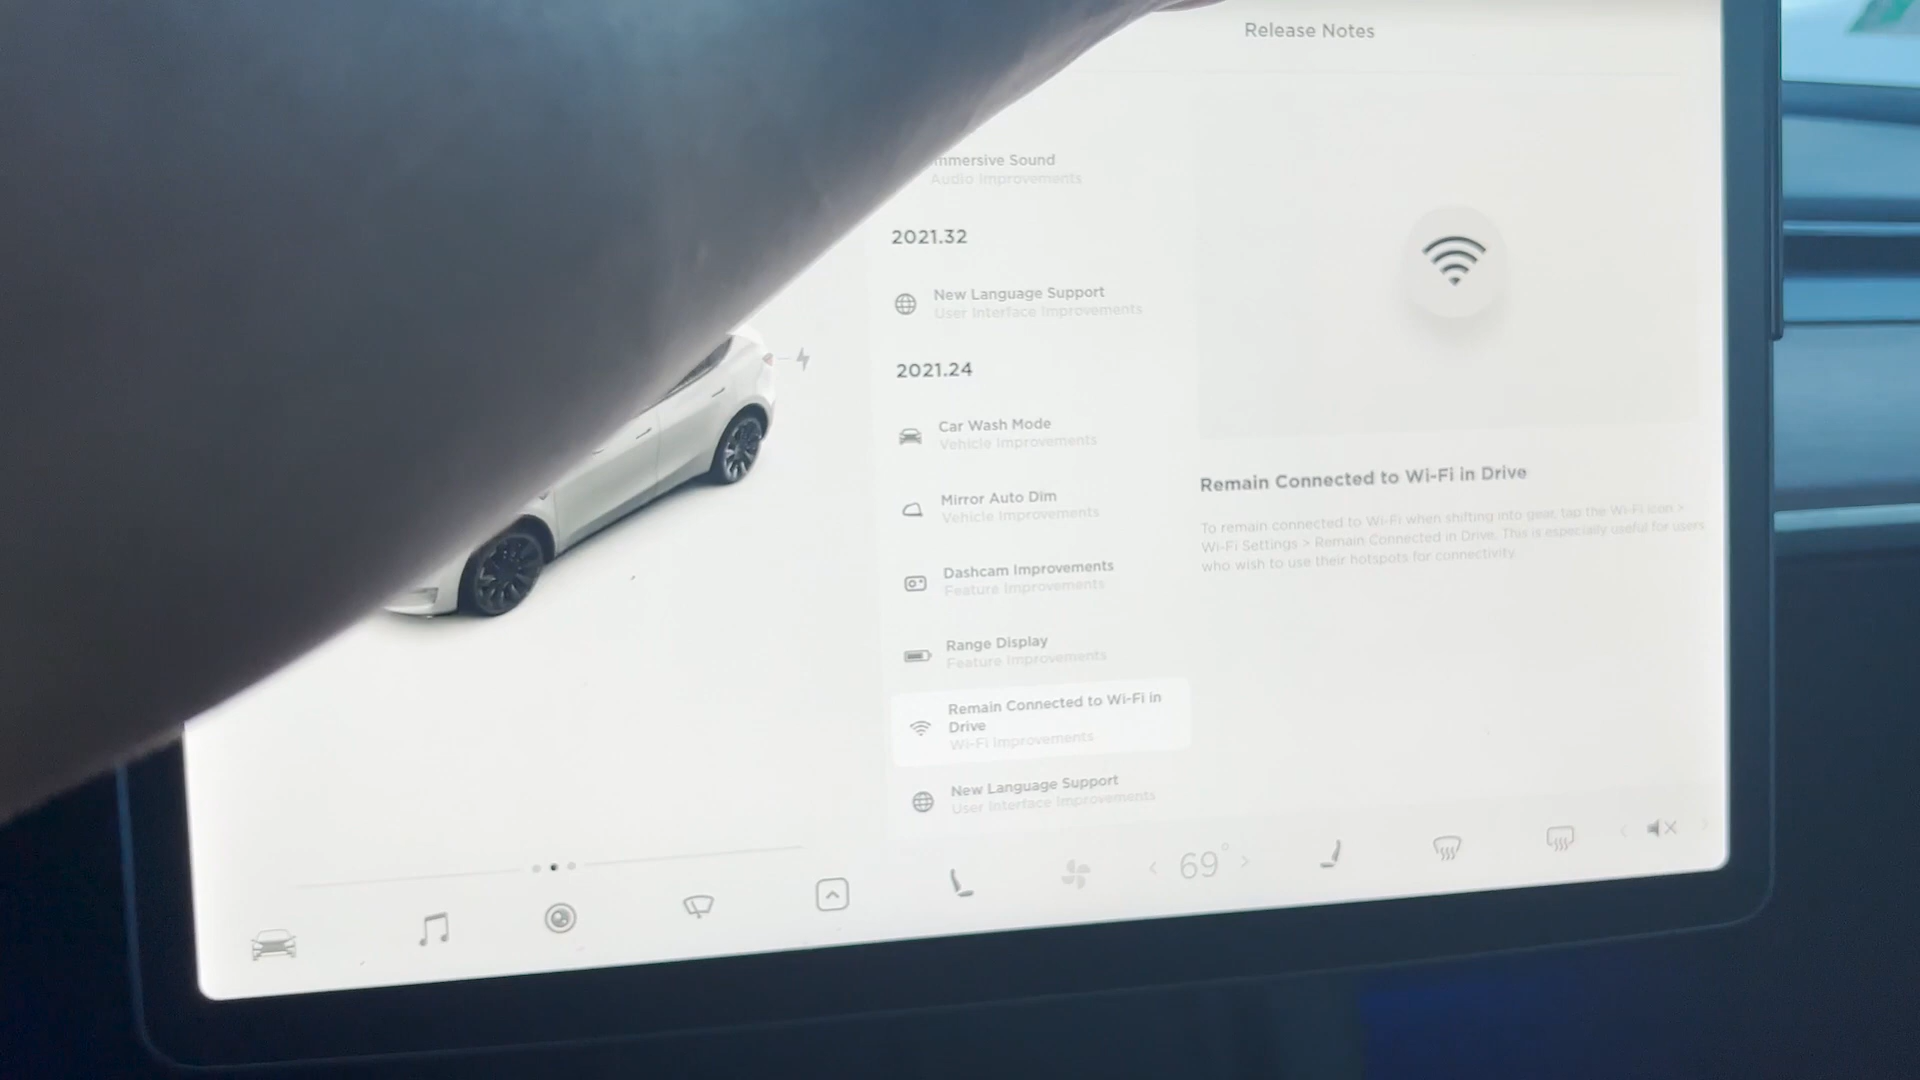 Release Notes
mmersive Sound
Audio Improvements
2021.32
New Language Support
User Interface Improvements
2021.24
Car Wash Mode
Vehicle Improvements
Mirror Auto Dim
Vehicle Improvements
Dashcam Improvements
Feature Improvements
Range Display
Feature Improvements
Remain Connected to Wi-Fi in
Drive
Wi-Fi Improvements
New Language Support
User Interface Improvements
Remain Connected to Wi-Fi in Drive
To remain connected to Wi-Fi when shifting into gear, tap the Wi-Fi icon >
Wi-Fi Settings > Remain Connected in Drive. This is especially useful for users
who wish to use their hotspots for connectivity.
69°